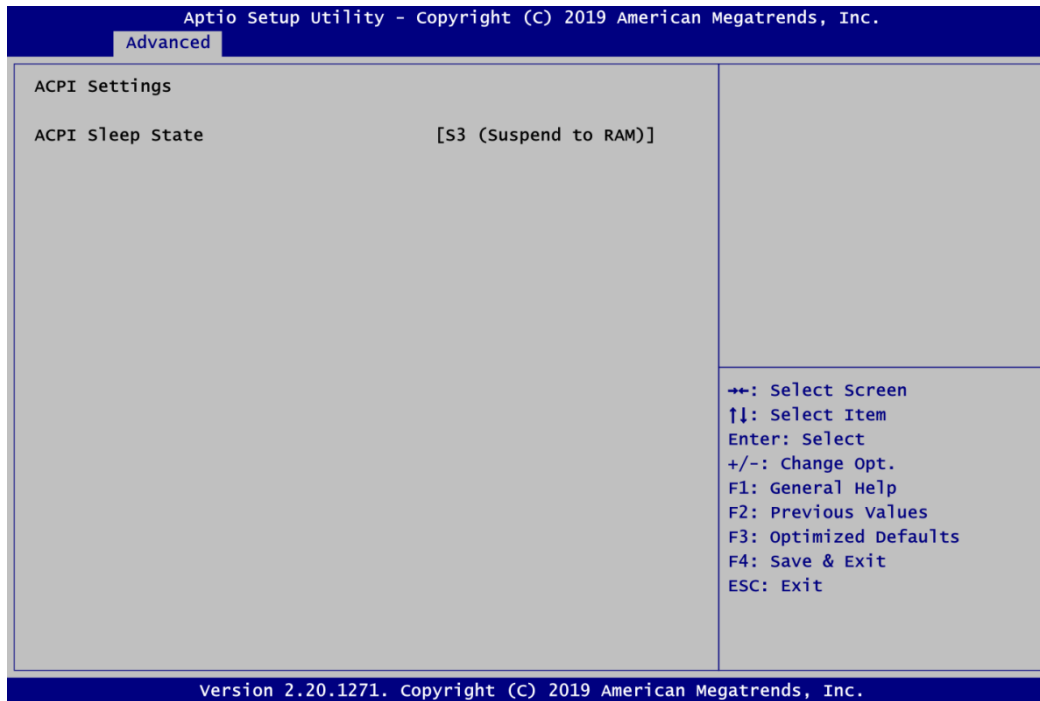 Aptio Setup Utility – Copyright (C) 2019 American Megatrends, Inc.
Advanced
ACPI Settings
ACPI Sleep State [S3 (Suspend to RAM)]
→←: Select Screen
↑↓: Select Item
Enter: Select
+/-: Change Opt.
F1: General Help
F2: Previous Values
F3: Optimized Defaults
F4: Save & Exit
ESC: Exit
Version 2.20.1271. Copyright (C) 2019 American Megatrends, Inc.